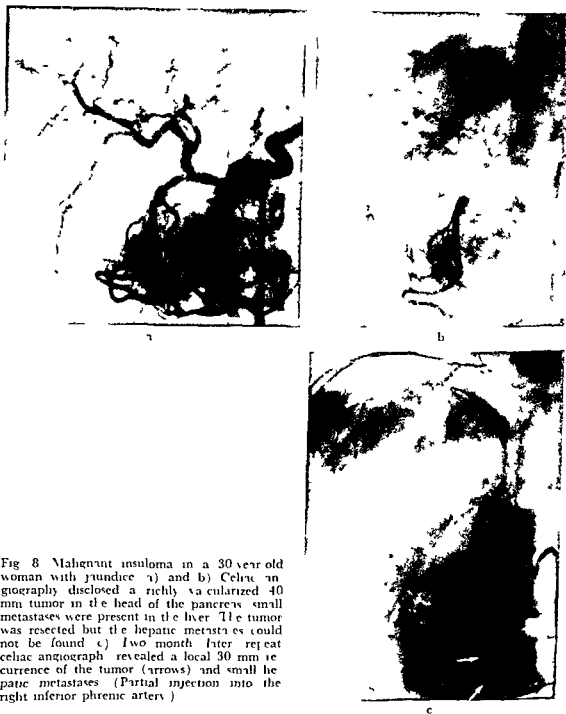 a
b
Fig 8 Malignant insuloma in a 30 year old
woman with jaundice a) and b) Celiac an
giography disclosed a richly vascularized 40
mm tumor in the head of the pancreas small
metastases were present in the liver The tumor
was resected but the hepatic metastases could
not be found c) Two month later repeat
celiac angiograph revealed a local 30 mm re
currence of the tumor (arrows) and small he
patic metastases (Partial injection into the
right inferior phrenic artery )
c